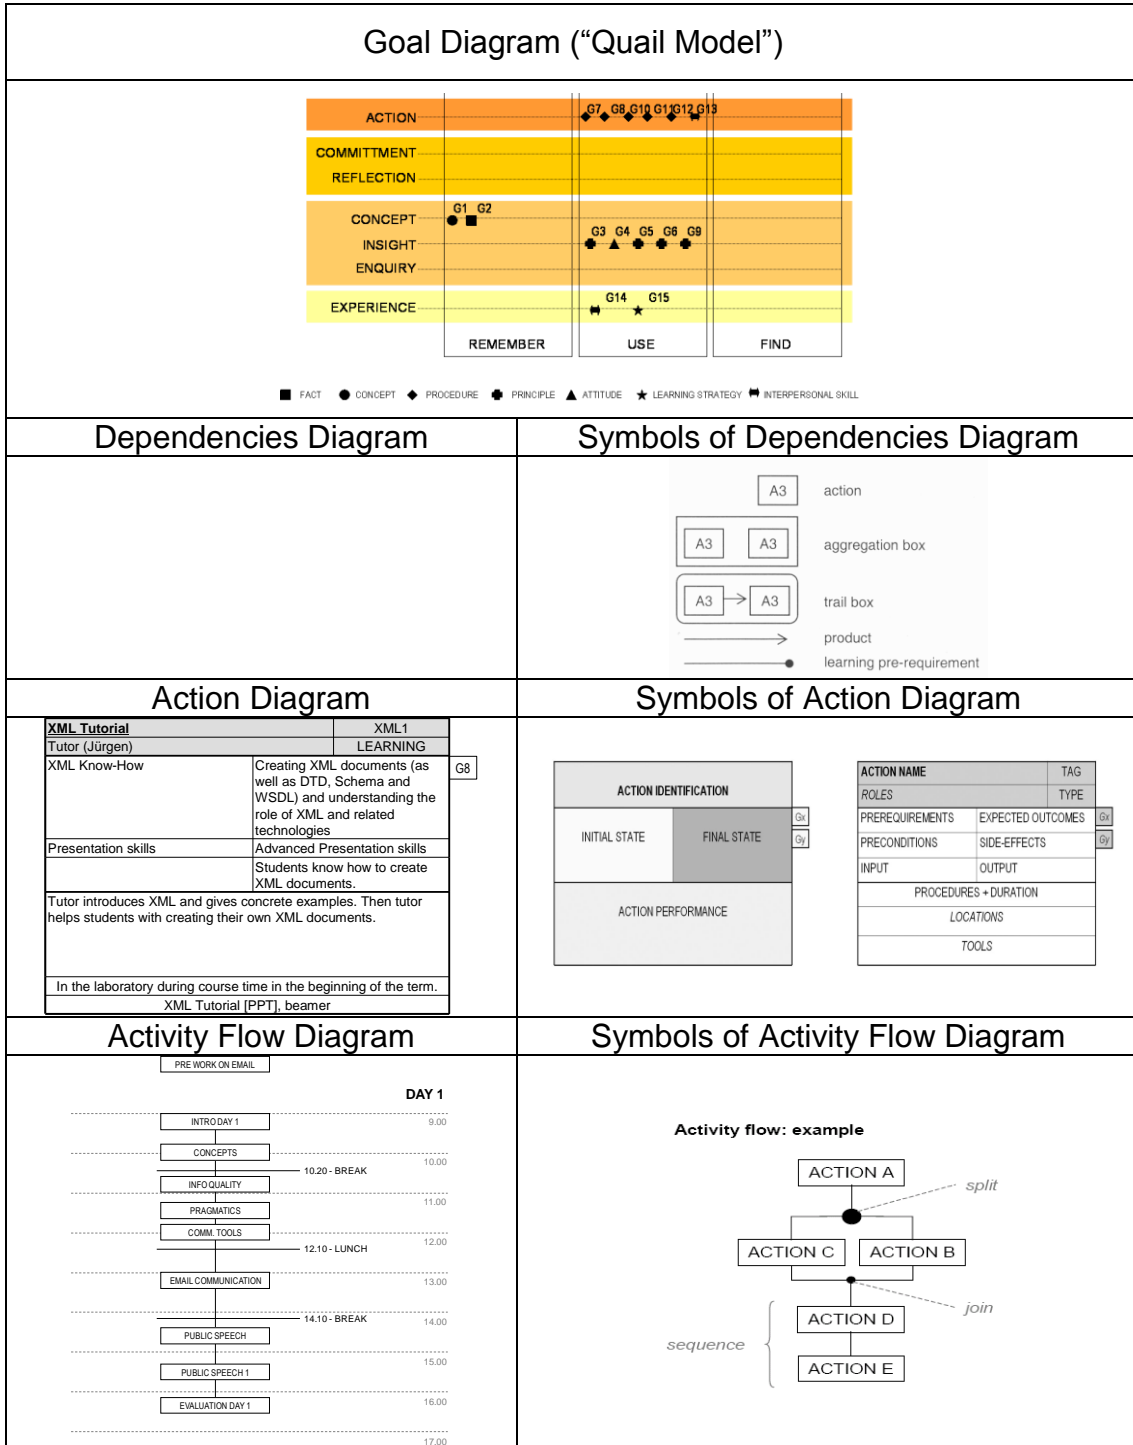 Goal Diagram (“Quail Model”)
G7 G8 G10 G11 G12 G13
ACTION
COMMITTMENT
REFLECTION
G1 G2
CONCEPT
G3 G4 G5 G6 G9
INSIGHT
ENQUIRY
G14 G15
EXPERIENCE
REMEMBER USE FIND
FACT CONCEPT PROCEDURE PRINCIPLE ATTITUDE LEARNING STRATEGY INTERPERSONAL SKILL
Dependencies Diagram
Symbols of Dependencies Diagram
A3 action
A3 A3 aggregation box
A3 A3 trail box
product
learning pre-requirement
Action Diagram
Symbols of Action Diagram
XML Tutorial XML1
Tutor (Jürgen) LEARNING
XML Know-How Creating XML documents (as G8
well as DTD, Schema and
WSDL) and understanding the
role of XML and related
technologies
Presentation skills Advanced Presentation skills
Students know how to create
XML documents.
Tutor introduces XML and gives concrete examples. Then tutor
helps students with creating their own XML documents.
In the laboratory during course time in the beginning of the term.
XML Tutorial [PPT], beamer
ACTION IDENTIFICATION
INITIAL STATE FINAL STATE Gx
Gy
ACTION PERFORMANCE
ACTION NAME TAG
ROLES TYPE
PREREQUIREMENTS EXPECTED OUTCOMES Gx
PRECONDITIONS SIDE-EFFECTS Gy
INPUT OUTPUT
PROCEDURES + DURATION
LOCATIONS
TOOLS
Activity Flow Diagram
Symbols of Activity Flow Diagram
PRE WORK ON EMAIL
DAY 1
INTRO DAY 1 9.00
CONCEPTS 10.00
10.20 - BREAK
INFO QUALITY
11.00
PRAGMATICS
COMM. TOOLS 12.00
12.10 - LUNCH
EMAIL COMMUNICATION 13.00
14.10 - BREAK 14.00
PUBLIC SPEECH
15.00
PUBLIC SPEECH 1
EVALUATION DAY 1 16.00
17.00
Activity flow: example
ACTION A
split
ACTION C ACTION B
join
ACTION D
sequence
ACTION E